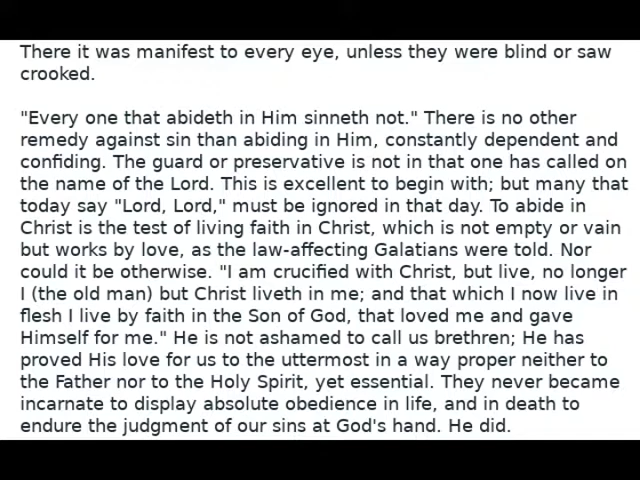 There it was manifest to every eye, unless they were blind or saw
crooked.
"Every one that abideth in Him sinneth not." There is no other
remedy against sin than abiding in Him, constantly dependent and
confiding. The guard or preservative is not in that one has called on
the name of the Lord. This is excellent to begin with; but many that
today say "Lord, Lord," must be ignored in that day. To abide in
Christ is the test of living faith in Christ, which is not empty or vain
but works by love, as the law-affecting Galatians were told. Nor
could it be otherwise. "I am crucified with Christ, but live, no longer
I (the old man) but Christ liveth in me; and that which I now live in
flesh I live by faith in the Son of God, that loved me and gave
Himself for me." He is not ashamed to call us brethren; He has
proved His love for us to the uttermost in a way proper neither to
the Father nor to the Holy Spirit, yet essential. They never became
incarnate to display absolute obedience in life, and in death to
endure the judgment of our sins at God's hand. He did.